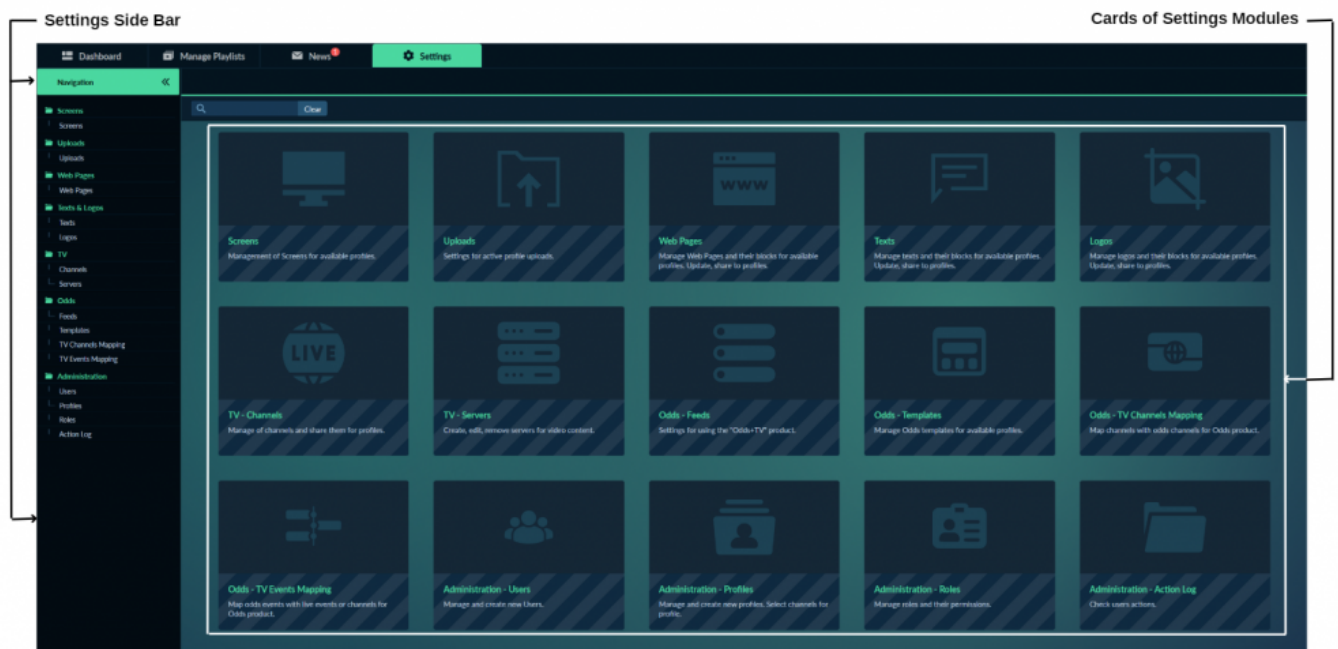 Settings Side Bar
Cards of Settings Modules
Dashboard
Manage Playlists
News
Settings
Navigation
Clear
Screens
Screens
Uploads
Uploads
Web Pages
Web Pages
Texts & Logos
Texts
Logos
TV
Channels
Servers
Odds
Feeds
Templates
TV Channels Mapping
TV Events Mapping
Administration
Users
Profiles
Roles
Action Log
Screens
Management of Screens for available profiles.
Uploads
Settings for active profile uploads.
WWW
Web Pages
Manage Web Pages and their blocks for available
profiles. Update, share to profiles.
Texts
Manage texts and their blocks for available profiles.
Update, share to profiles.
Logos
Manage logos and their blocks for available profiles.
Update, share to profiles.
LIVE
TV - Channels
Manage of channels and share them for profiles.
TV - Servers
Create, edit, remove servers for video content.
Odds - Feeds
Settings for using the "Odds+TV" product.
Odds - Templates
Manage Odds templates for available profiles.
Odds - TV Channels Mapping
Map channels with odds channels for Odds product.
Odds - TV Events Mapping
Map odds events with live events or channels for
Odds product.
Administration - Users
Manage and create new Users.
Administration - Profiles
Manage and create new profiles. Select channels for
profile.
Administration - Roles
Manage roles and their permissions.
Administration - Action Log
Check users actions.